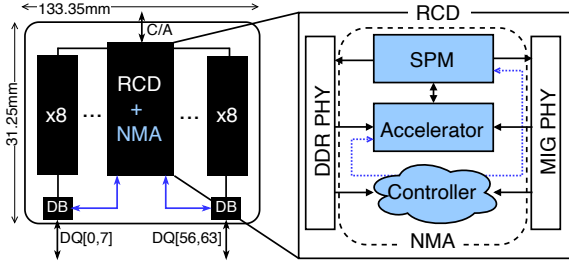 133.35mm
C/A
31.25mm
x8
...
RCD
+
NMA
...
x8
DB
DB
DQ[0,7]
DQ[56,63]
RCD
DDR PHY
SPM
Accelerator
Controller
NMA
MIG PHY